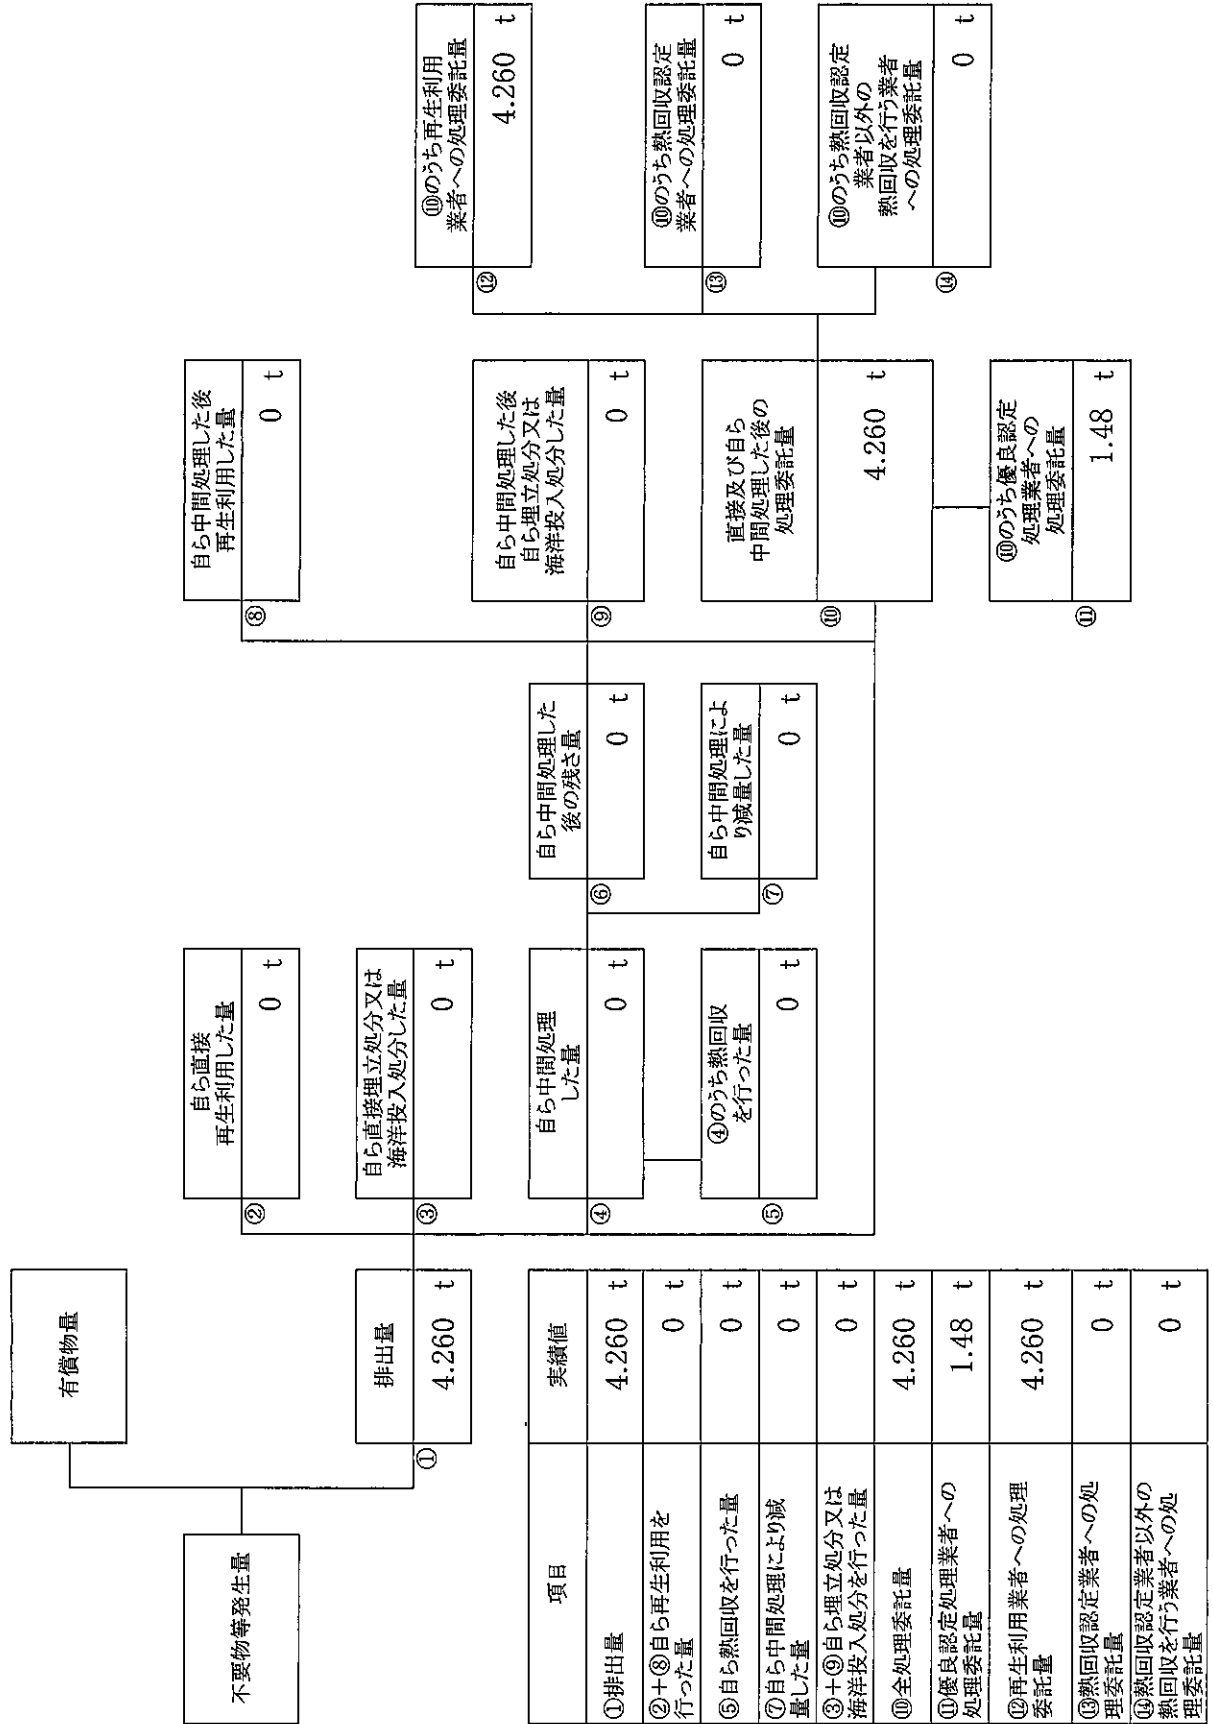 有償物量
不要物等発生量
排出量
①
4.260 t
自ら直接
再生利用した量
②
0 t
自ら直接埋立処分又は
海洋投入処分した量
③
0 t
自ら中間処理
した量
④
0 t
④のうち熱回収
を行った量
⑤
0 t
自ら中間処理した
後の残さ量
⑥
0 t
自ら中間処理によ
り減量した量
⑦
0 t
自ら中間処理した後
再生利用した量
⑧
0 t
自ら中間処理した後
自ら埋立処分又は
海洋投入処分した量
⑨
0 t
直接及び自ら
中間処理した後の
処理委託量
⑩
4.260 t
⑩のうち優良認定
処理業者への
処理委託量
⑪
1.48 t
⑩のうち再生利用
業者への処理委託量
⑫
4.260 t
⑩のうち熱回収認定
業者への処理委託量
⑬
0 t
⑩のうち熱回収認定
業者以外の
熱回収を行う業者
への処理委託量
⑭
0 t
項目 実績値
①排出量 4.260 t
②+⑧自ら再生利用を
行った量 0 t
⑤自ら熱回収を行った量 0 t
⑦自ら中間処理により減
量した量 0 t
③+⑨自ら埋立処分又は
海洋投入処分を行った量 0 t
⑩全処理委託量 4.260 t
⑪優良認定処理業者への
処理委託量 1.48 t
⑫再生利用業者への処理
委託量 4.260 t
⑬熱回収認定業者への処
理委託量 0 t
⑭熱回収認定業者以外の
熱回収を行う業者への処
理委託量 0 t